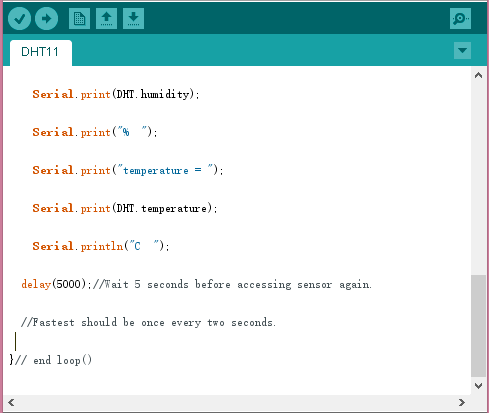 DHT11
Serial.print(DHT.humidity);
Serial.print("%  ");
Serial.print("temperature = ");
Serial.print(DHT.temperature);
Serial.println("C  ");
delay(5000);//Wait 5 seconds before accessing sensor again.
//Fastest should be once every two seconds.
}// end loop()